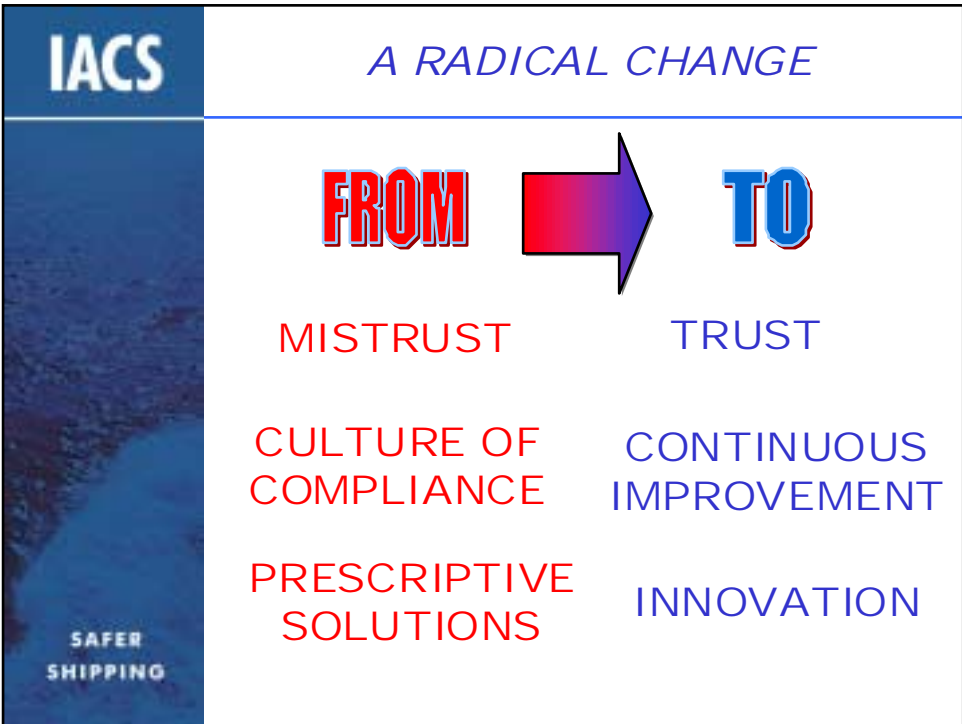 IACS
A RADICAL CHANGE
FROM
TO
MISTRUST
TRUST
CULTURE OF
COMPLIANCE
CONTINUOUS
IMPROVEMENT
PRESCRIPTIVE
SOLUTIONS
INNOVATION
SAFER
SHIPPING